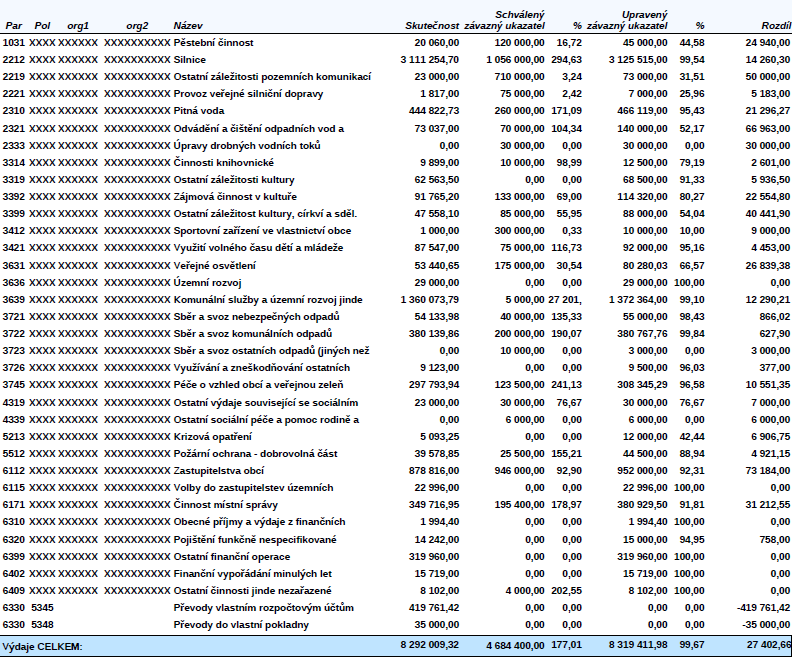 Schválený Upravený
Par Pol org1 org2 Název Skutečnost závazný ukazatel % závazný ukazatel % Rozdíl
1031 XXXX XXXXXX XXXXXXXXXX Pěstební činnost 20 060,00 120 000,00 16,72 45 000,00 44,58 24 940,00
2212 XXXX XXXXXX XXXXXXXXXX Silnice 3 111 254,70 1 056 000,00 294,63 3 125 515,00 99,54 14 260,30
2219 XXXX XXXXXX XXXXXXXXXX Ostatní záležitosti pozemních komunikací 23 000,00 710 000,00 3,24 73 000,00 31,51 50 000,00
2221 XXXX XXXXXX XXXXXXXXXX Provoz veřejné silniční dopravy 1 817,00 75 000,00 2,42 7 000,00 25,96 5 183,00
2310 XXXX XXXXXX XXXXXXXXXX Pitná voda 444 822,73 260 000,00 171,09 466 119,00 95,43 21 296,27
2321 XXXX XXXXXX XXXXXXXXXX Odvádění a čištění odpadních vod a 73 037,00 70 000,00 104,34 140 000,00 52,17 66 963,00
2333 XXXX XXXXXX XXXXXXXXXX Úpravy drobných vodních toků 0,00 30 000,00 0,00 30 000,00 0,00 30 000,00
3314 XXXX XXXXXX XXXXXXXXXX Činnosti knihovnické 9 899,00 10 000,00 98,99 12 500,00 79,19 2 601,00
3319 XXXX XXXXXX XXXXXXXXXX Ostatní záležitosti kultury 62 563,50 0,00 0,00 68 500,00 91,33 5 936,50
3392 XXXX XXXXXX XXXXXXXXXX Zájmová činnost v kultuře 91 765,20 133 000,00 69,00 114 320,00 80,27 22 554,80
3399 XXXX XXXXXX XXXXXXXXXX Ostatní záležitost kultury, církví a sděl. 47 558,10 85 000,00 55,95 88 000,00 54,04 40 441,90
3412 XXXX XXXXXX XXXXXXXXXX Sportovní zařízení ve vlastnictví obce 1 000,00 300 000,00 0,33 10 000,00 10,00 9 000,00
3421 XXXX XXXXXX XXXXXXXXXX Využití volného času dětí a mládeže 87 547,00 75 000,00 116,73 92 000,00 95,16 4 453,00
3631 XXXX XXXXXX XXXXXXXXXX Veřejné osvětlení 53 440,65 175 000,00 30,54 80 280,03 66,57 26 839,38
3636 XXXX XXXXXX XXXXXXXXXX Územní rozvoj 29 000,00 0,00 0,00 29 000,00 100,00 0,00
3639 XXXX XXXXXX XXXXXXXXXX Komunální služby a územní rozvoj jinde 1 360 073,79 5 000,00 27 201, 1 372 364,00 99,10 12 290,21
3721 XXXX XXXXXX XXXXXXXXXX Sběr a svoz nebezpečných odpadů 54 133,98 40 000,00 135,33 55 000,00 98,43 866,02
3722 XXXX XXXXXX XXXXXXXXXX Sběr a svoz komunálních odpadů 380 139,86 200 000,00 190,07 380 767,76 99,84 627,90
3723 XXXX XXXXXX XXXXXXXXXX Sběr a svoz ostatních odpadů (jiných než 0,00 10 000,00 0,00 3 000,00 0,00 3 000,00
3726 XXXX XXXXXX XXXXXXXXXX Využívání a zneškodňování ostatních 9 123,00 0,00 0,00 9 500,00 96,03 377,00
3745 XXXX XXXXXX XXXXXXXXXX Péče o vzhled obcí a veřejnou zeleň 297 793,94 123 500,00 241,13 308 345,29 96,58 10 551,35
4319 XXXX XXXXXX XXXXXXXXXX Ostatní výdaje související se sociálním 23 000,00 30 000,00 76,67 30 000,00 76,67 7 000,00
4339 XXXX XXXXXX XXXXXXXXXX Ostatní sociální péče a pomoc rodině a 0,00 6 000,00 0,00 6 000,00 0,00 6 000,00
5213 XXXX XXXXXX XXXXXXXXXX Krizová opatření 5 093,25 0,00 0,00 12 000,00 42,44 6 906,75
5512 XXXX XXXXXX XXXXXXXXXX Požární ochrana - dobrovolná část 39 578,85 25 500,00 155,21 44 500,00 88,94 4 921,15
6112 XXXX XXXXXX XXXXXXXXXX Zastupitelstva obcí 878 816,00 946 000,00 92,90 952 000,00 92,31 73 184,00
6115 XXXX XXXXXX XXXXXXXXXX Volby do zastupitelstev územních 22 996,00 0,00 0,00 22 996,00 100,00 0,00
6171 XXXX XXXXXX XXXXXXXXXX Činnost místní správy 349 716,95 195 400,00 178,97 380 929,50 91,81 31 212,55
6310 XXXX XXXXXX XXXXXXXXXX Obecné příjmy a výdaje z finančních 1 994,40 0,00 0,00 1 994,40 100,00 0,00
6320 XXXX XXXXXX XXXXXXXXXX Pojištění funkčně nespecifikované 14 242,00 0,00 0,00 15 000,00 94,95 758,00
6399 XXXX XXXXXX XXXXXXXXXX Ostatní finanční operace 319 960,00 0,00 0,00 319 960,00 100,00 0,00
6402 XXXX XXXXXX XXXXXXXXXX Finanční vypořádání minulých let 15 719,00 0,00 0,00 15 719,00 100,00 0,00
6409 XXXX XXXXXX XXXXXXXXXX Ostatní činnosti jinde nezařazené 8 102,00 4 000,00 202,55 8 102,00 100,00 0,00
6330 5345 Převody vlastním rozpočtovým účtům 419 761,42 0,00 0,00 0,00 0,00 -419 761,42
6330 5348 Převody do vlastní pokladny 35 000,00 0,00 0,00 0,00 0,00 -35 000,00
Výdaje CELKEM: 8 292 009,32 4 684 400,00 177,01 8 319 411,98 99,67 27 402,66